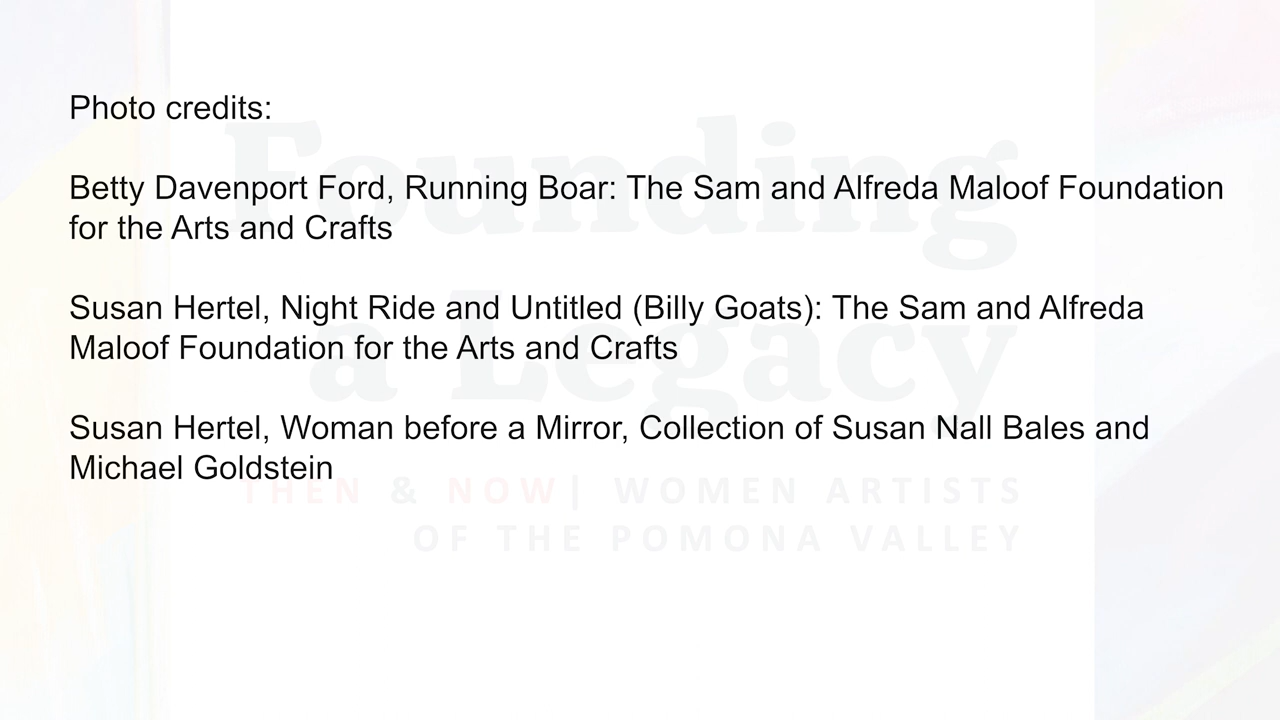 Photo credits:
Betty Davenport Ford, Running Boar: The Sam and Alfreda Maloof Foundation
for the Arts and Crafts
Susan Hertel, Night Ride and Untitled (Billy Goats): The Sam and Alfreda
Maloof Foundation for the Arts and Crafts
Susan Hertel, Woman before a Mirror, Collection of Susan Nall Bales and
Michael Goldstein
Founding
a Legacy
THEN & NOW| WOMEN ARTISTS
OF THE POMONA VALLEY